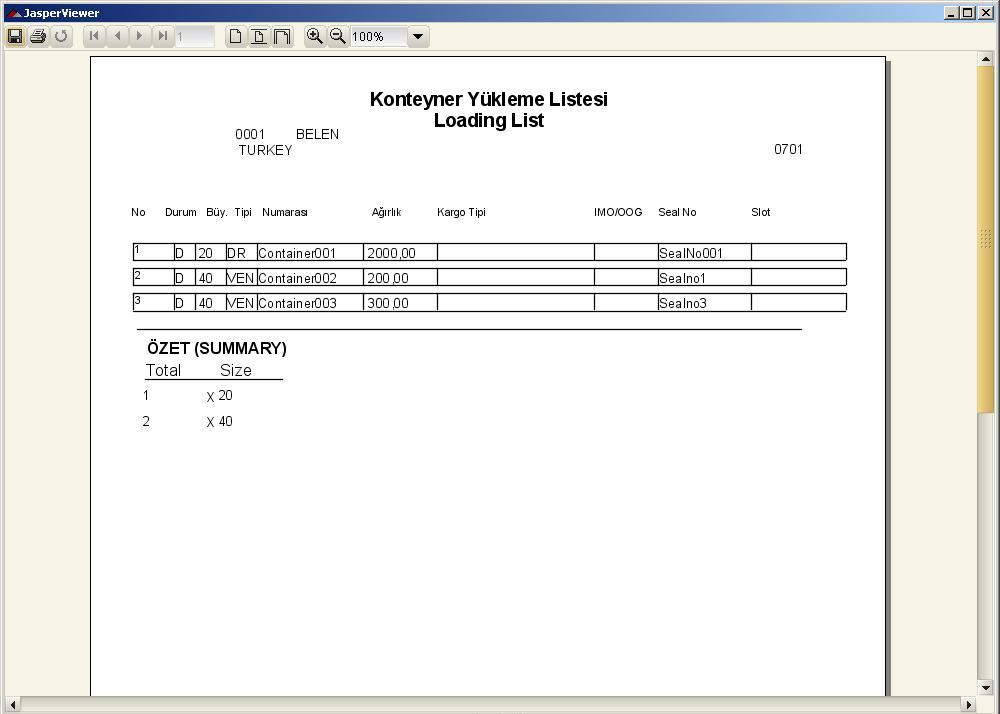 JasperViewer
1 100%
Konteyner Yükleme Listesi
Loading List
0001 BELEN
TURKEY 0701
No Durum Büy. Tipi Numarası Ağırlık Kargo Tipi IMO/OOG Seal No Slot
1 D 20 DR Container001 2000,00 SealNo001
2 D 40 VEN Container002 200,00 Sealno1
3 D 40 VEN Container003 300,00 Sealno3
ÖZET (SUMMARY)
Total Size
1 X 20
2 X 40